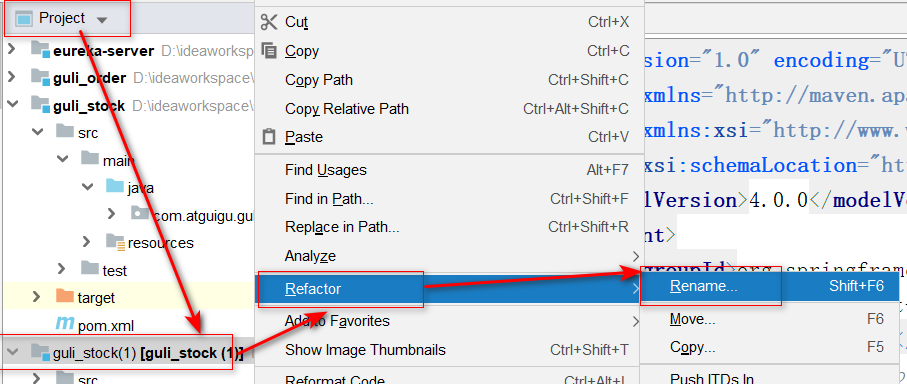 Project
eureka-server D:\ideaworkspace\
guli_order D:\ideaworkspace\
guli_stock D:\ideaworkspace\
src
main
java
com.atguigu.gu
resources
test
target
pom.xml
guli_stock(1) [guli_stock (1)]
src
Cut Ctrl+X
Copy Ctrl+C
Copy Path Ctrl+Shift+C
Copy Relative Path Ctrl+Alt+Shift+C
Paste Ctrl+V
Find Usages Alt+F7
Find in Path... Ctrl+Shift+F
Replace in Path... Ctrl+Shift+R
Analyze
Refactor
Add to Favorites
Show Image Thumbnails Ctrl+Shift+T
Reformat Code Ctrl+Alt+L
Rename... Shift+F6
Move... F6
Copy... F5
Push ITDs In
sion="1.0" encoding="U
xmlns="http://maven.apa
xmlns:xsi="http://www.
xsi:schemaLocation="ht
lVersion>4.0.0</modelVe
nt>
groupId>org.springfram